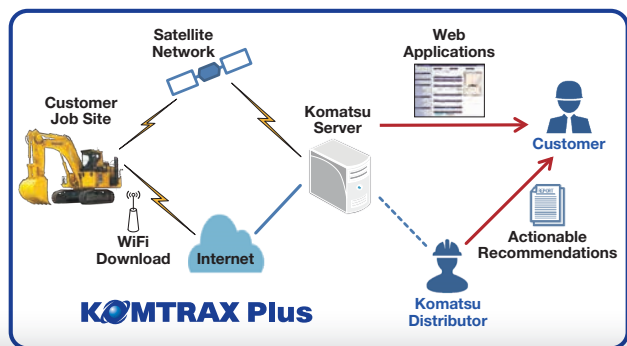 Satellite
Network
Web
Applications
Customer
Job Site
Komatsu
Server
Customer
WiFi
Download
Internet
REPORT
Actionable
Recommendations
Komatsu
Distributor
KOMTRAX Plus